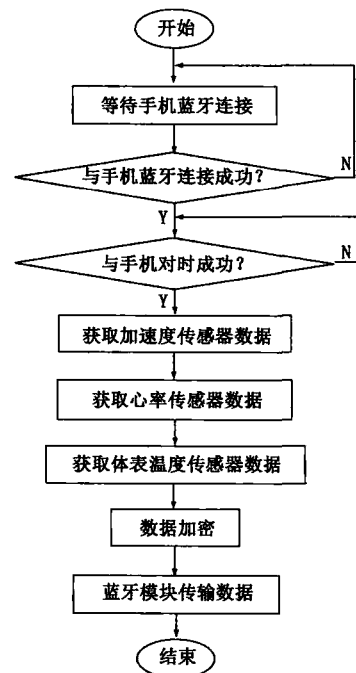 开始
等待手机蓝牙连接
与手机蓝牙连接成功？
N
Y
与手机对时成功？
N
Y
获取加速度传感器数据
获取心率传感器数据
获取体表温度传感器数据
数据加密
蓝牙模块传输数据
结束